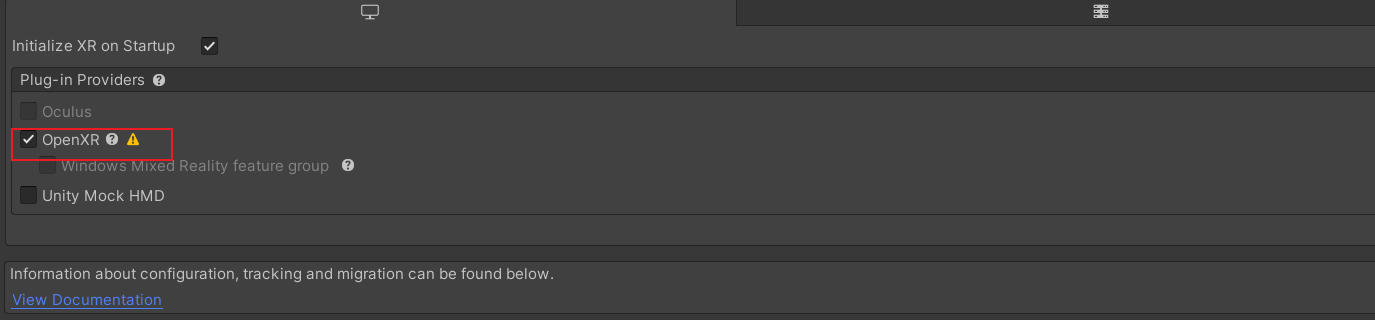 Initialize XR on Startup
Plug-in Providers
Oculus
OpenXR
Windows Mixed Reality feature group
Unity Mock HMD
Information about configuration, tracking and migration can be found below.
View Documentation